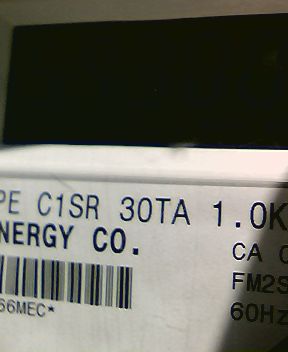 PE C1SR 30TA 1.0K
NERGY CO.
CA
FM2S
66MEC*
60Hz